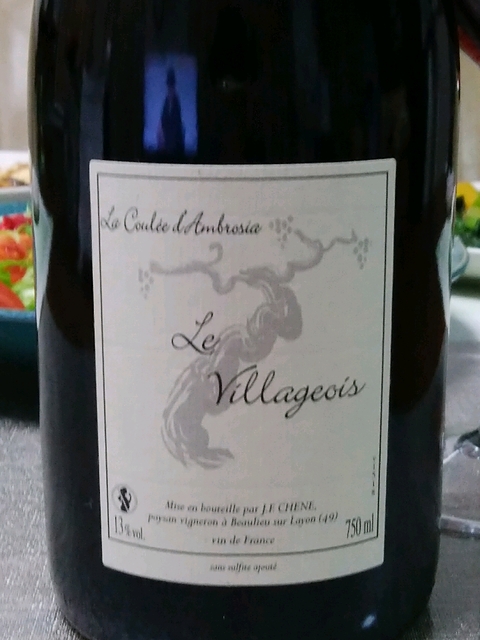 La Coulée d'Ambrosia
Le
Villageois
Mise en bouteille par J.F CHENE,
paysan vigneron à Beaulieu sur Layon (49)
13%vol.
750 ml
vin de France
sans sulfite ajouté